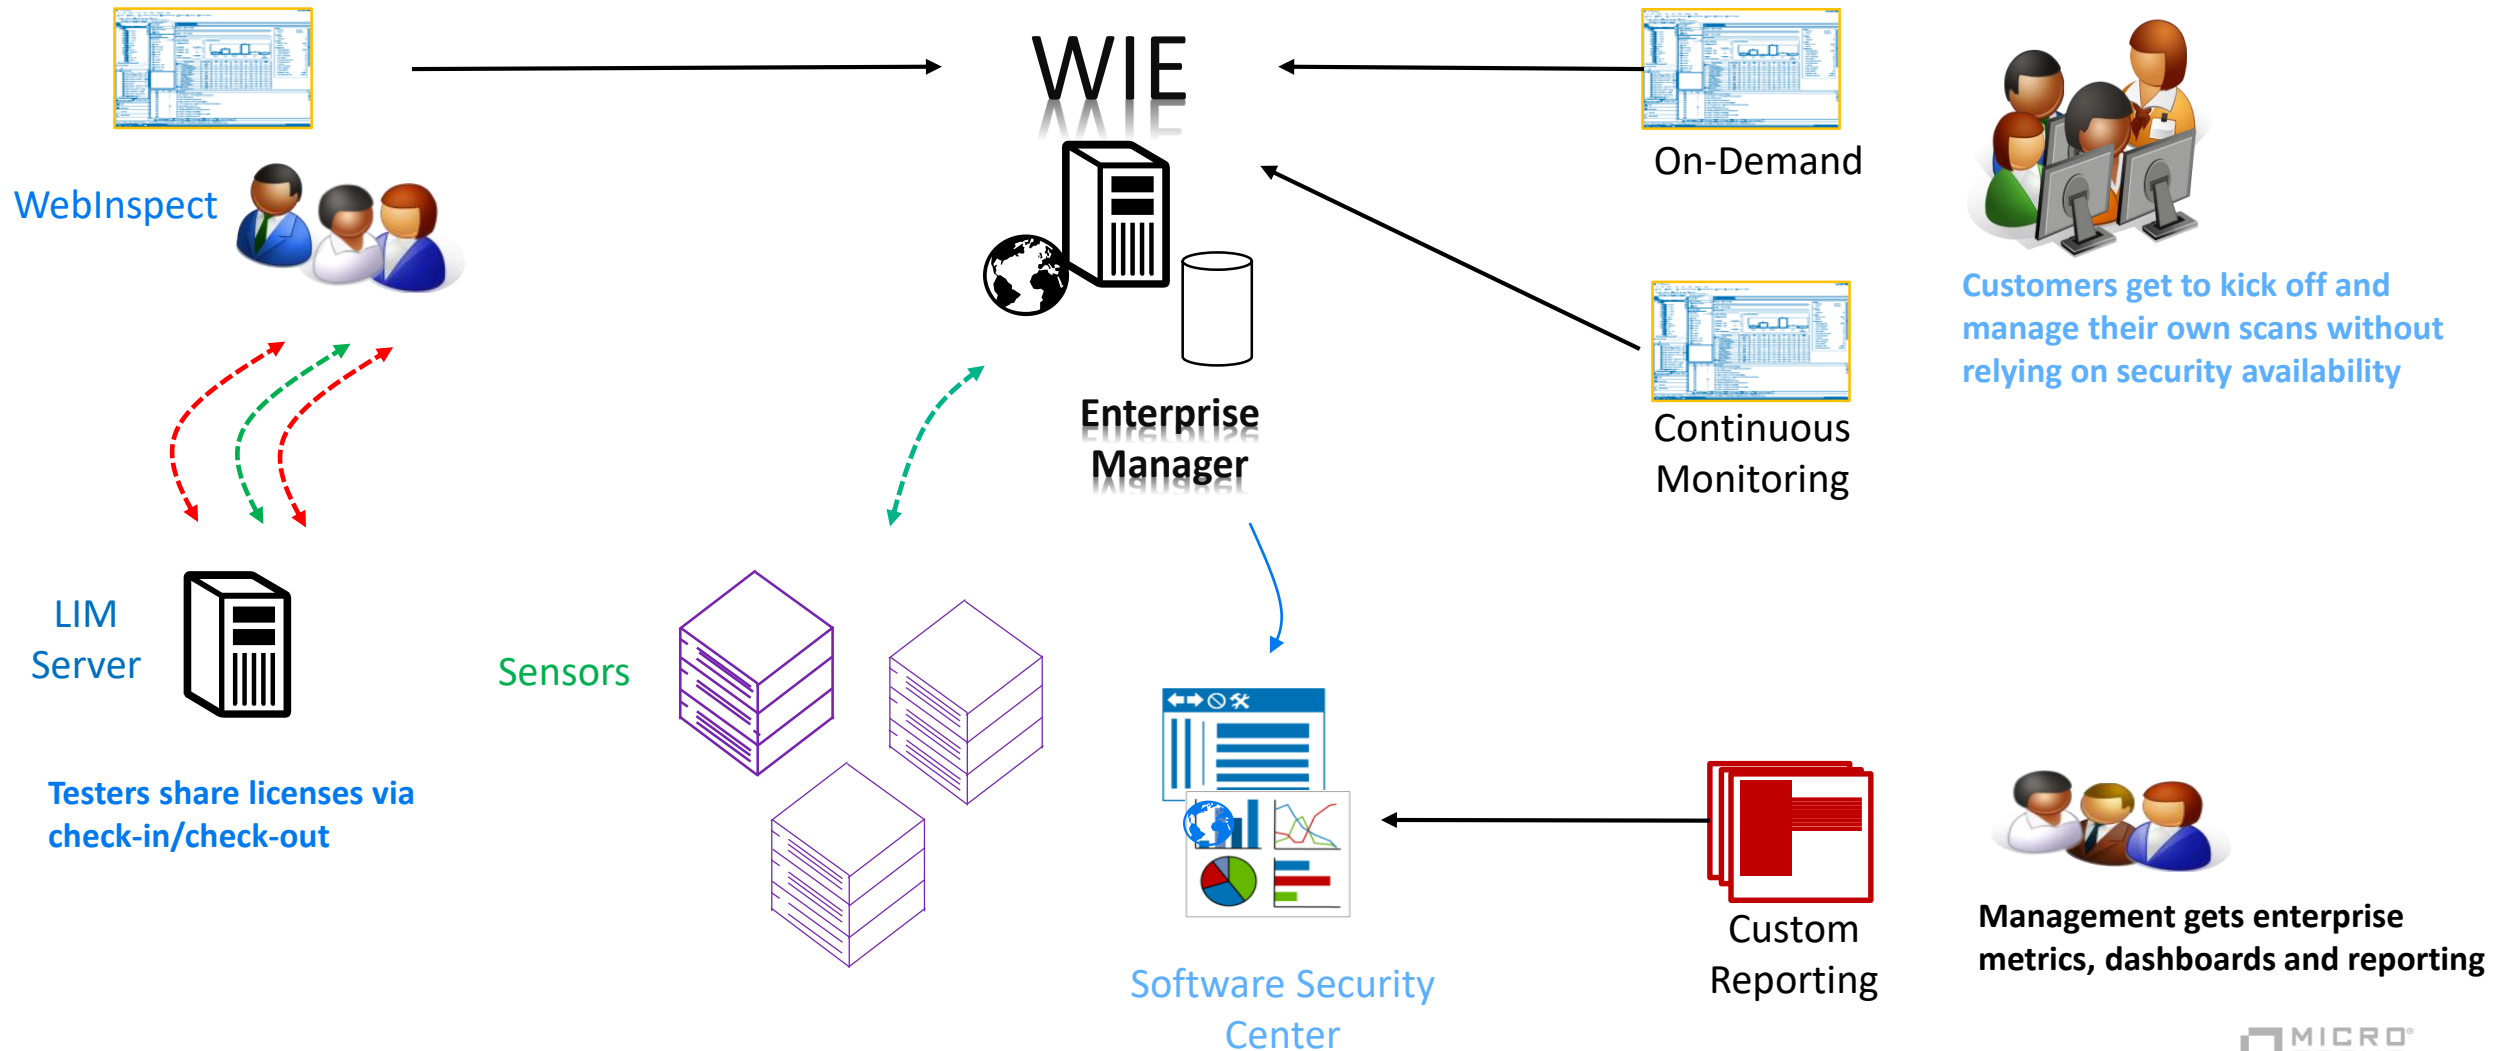 WIE
On-Demand
WebInspect
Customers get to kick off and
manage their own scans without
relying on security availability
Enterprise
Manager
Continuous
Monitoring
LIM
Server
Sensors
Testers share licenses via
check-in/check-out
Custom
Reporting
Management gets enterprise
metrics, dashboards and reporting
Software Security
Center
MICRO